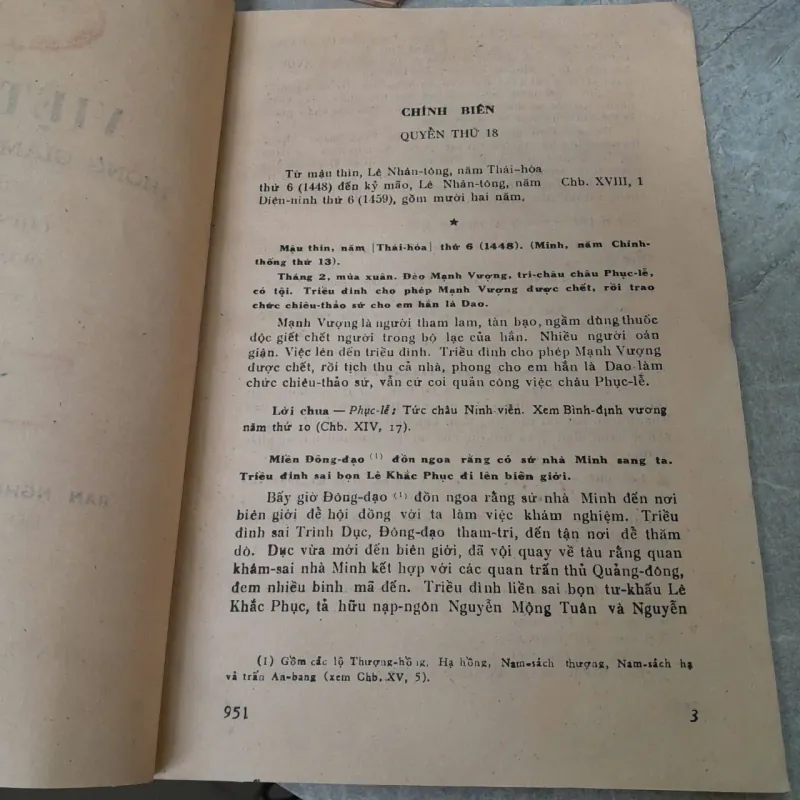 VIỆT
THÔNG GIÁM
BAN NGHI
CHÍNH BIÊN
QUYỂN THỨ 18
Từ mậu thìn, Lê Nhân-tông, năm Thái-hòa
thứ 6 (1448) đến kỷ mão, Lê Nhân-tông, năm Chb. XVIII, 1
Diên-ninh thứ 6 (1459), gồm mười hai năm.
★
Mậu thìn, năm [Thái-hòa] thứ 6 (1448). (Minh, năm Chính-
thống thứ 13).
Tháng 2, mùa xuân. Đèo Mạnh Vượng, tri-châu châu Phục-lễ,
có tội. Triều đình cho phép Mạnh Vượng được chết, rồi trao
chức chiêu-thảo sứ cho em hắn là Dao.
Mạnh Vượng là người tham lam, tàn bạo, ngầm dùng thuốc
độc giết chết người trong bộ lạc của hắn. Nhiều người oán
giận. Việc lên đến triều đình. Triều đình cho phép Mạnh Vượng
được chết, rồi tịch thu cả nhà, phong cho em hắn là Dao làm
chức chiêu-thảo sứ, vẫn cứ coi quản công việc châu Phục-lễ.
Lời chua — Phục-lễ: Tức châu Ninh-viễn. Xem Bình-định vương
năm thứ 10 (Chb. XIV, 17).
Miền Đông-đạo (1) đồn ngoa rằng có sứ nhà Minh sang ta.
Triều đình sai bọn Lê Khắc Phục đi lên biên giới.
Bấy giờ Đông-đạo (1) đồn ngoa rằng sứ nhà Minh đến nơi
biên giới để hội đồng với ta làm việc khám nghiệm. Triều
đình sai Trình Dục, Đông-đạo tham-tri, đến tận nơi để thăm
dò. Dục vừa mới đến biên giới, đã vội quay về tâu rằng quan
khâm-sai nhà Minh kết hợp với các quan trấn thủ Quảng-đông,
đem nhiều binh mã đến. Triều đình liền sai bọn tư-khấu Lê
Khắc Phục, tả hữu nạp-ngôn Nguyễn Mộng Tuân và Nguyễn
(1) Gồm các lộ Thượng-hồng, Hạ hồng, Nam-sách thượng, Nam-sách hạ
và trấn An-bang (xem Chb. XV, 5).
951 3